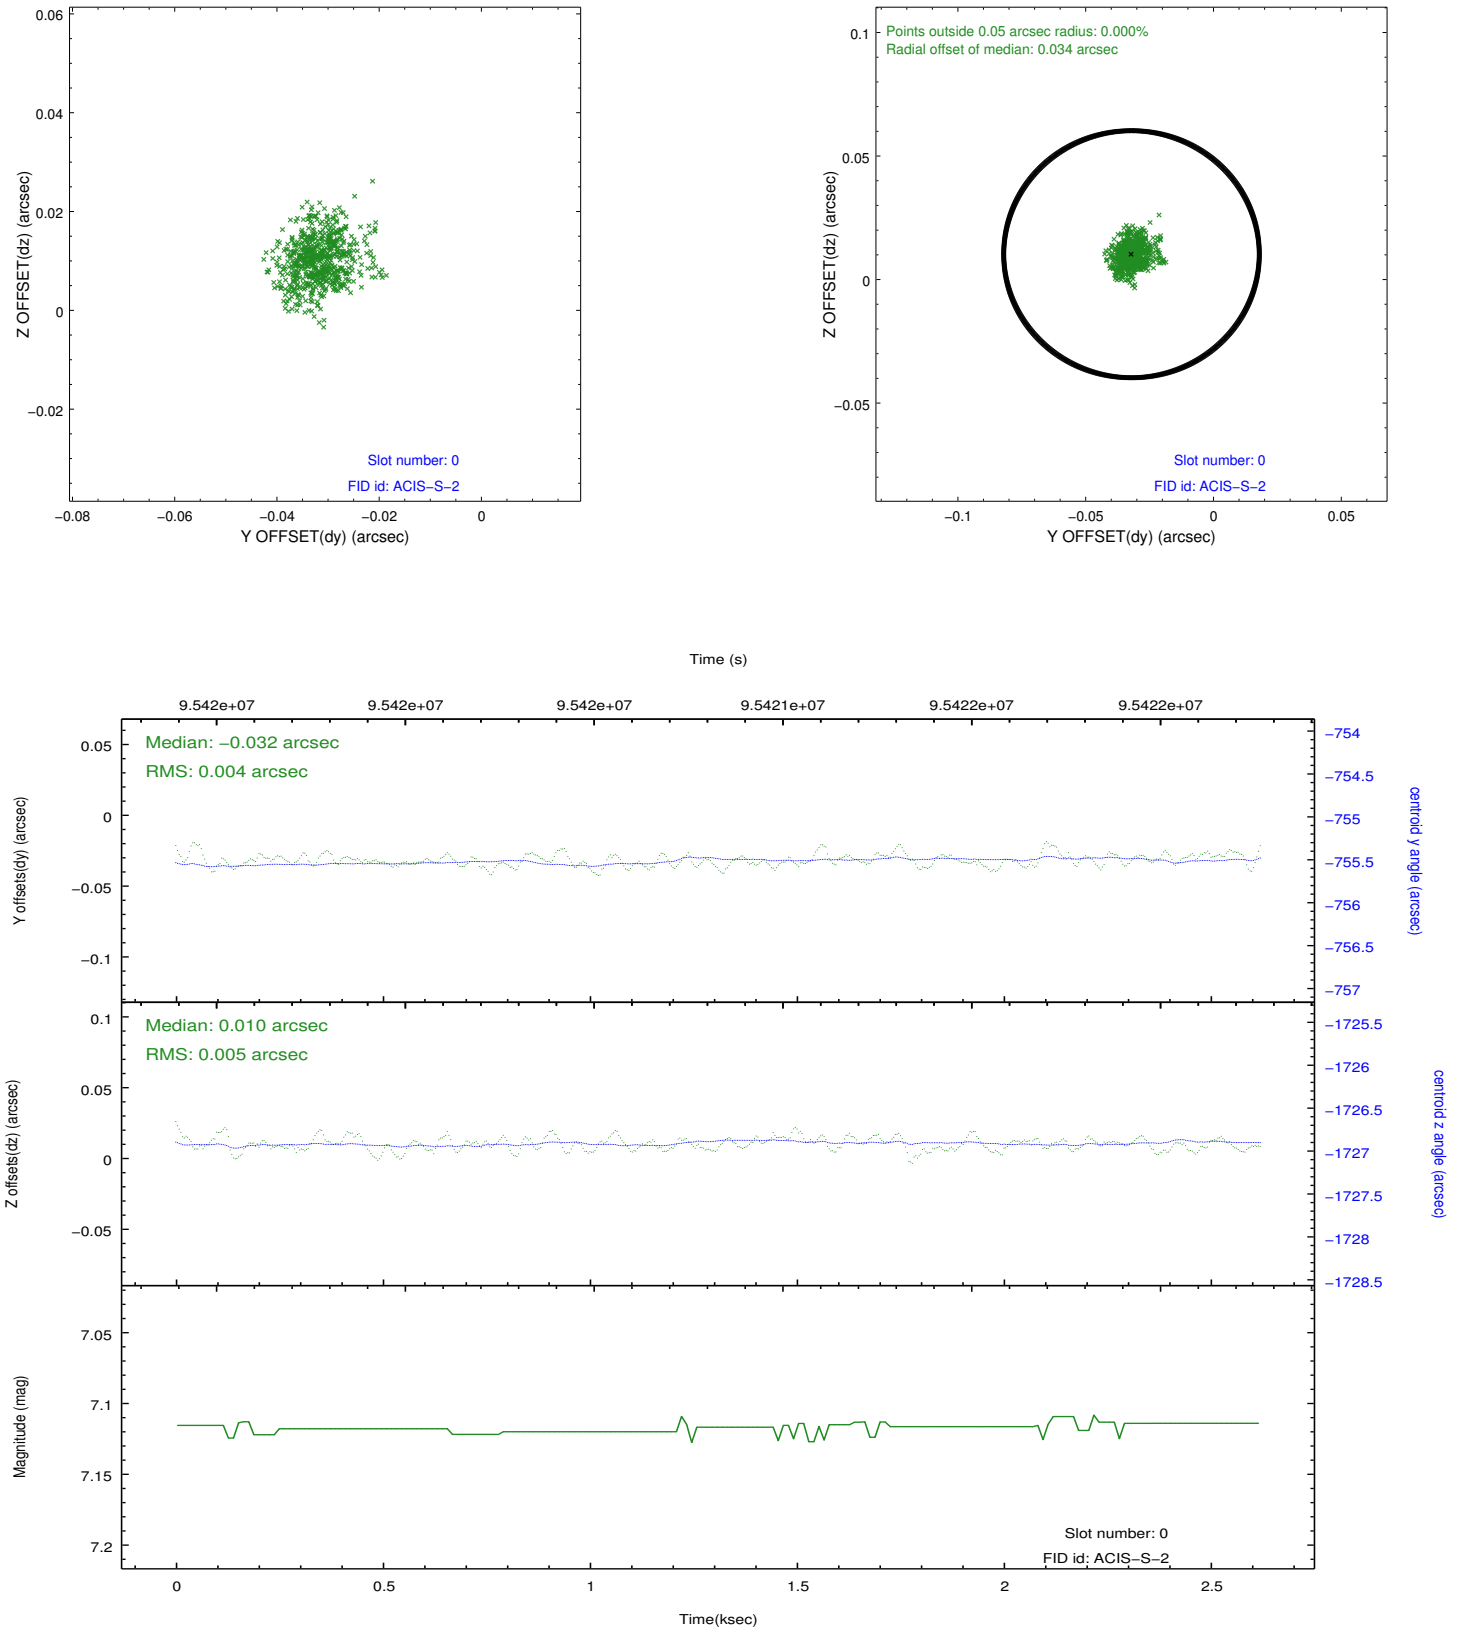 0.06
0.04
0.02
0
−0.02
Z OFFSET(dz) (arcsec)
Slot number: 0
FID id: ACIS−S−2
−0.08
−0.06
−0.04
−0.02
0
Y OFFSET(dy) (arcsec)
Points outside 0.05 arcsec radius: 0.000%
Radial offset of median: 0.034 arcsec
0.1
0.05
0
−0.05
Z OFFSET(dz) (arcsec)
Slot number: 0
FID id: ACIS−S−2
−0.1
−0.05
0
0.05
Y OFFSET(dy) (arcsec)
Time (s)
9.542e+07
9.542e+07
9.542e+07
9.5421e+07
9.5422e+07
9.5422e+07
Median: −0.032 arcsec
RMS: 0.004 arcsec
0.05
0
−0.05
−0.1
Y offsets(dy) (arcsec)
−754
−754.5
−755
−755.5
−756
−756.5
−757
centroid y angle (arcsec)
Median: 0.010 arcsec
RMS: 0.005 arcsec
0.1
0.05
0
−0.05
Z offsets(dz) (arcsec)
−1725.5
−1726
−1726.5
−1727
−1727.5
−1728
−1728.5
centroid z angle (arcsec)
7.05
7.1
7.15
7.2
Magnitude (mag)
Slot number: 0
FID id: ACIS−S−2
0
0.5
1
1.5
2
2.5
Time(ksec)